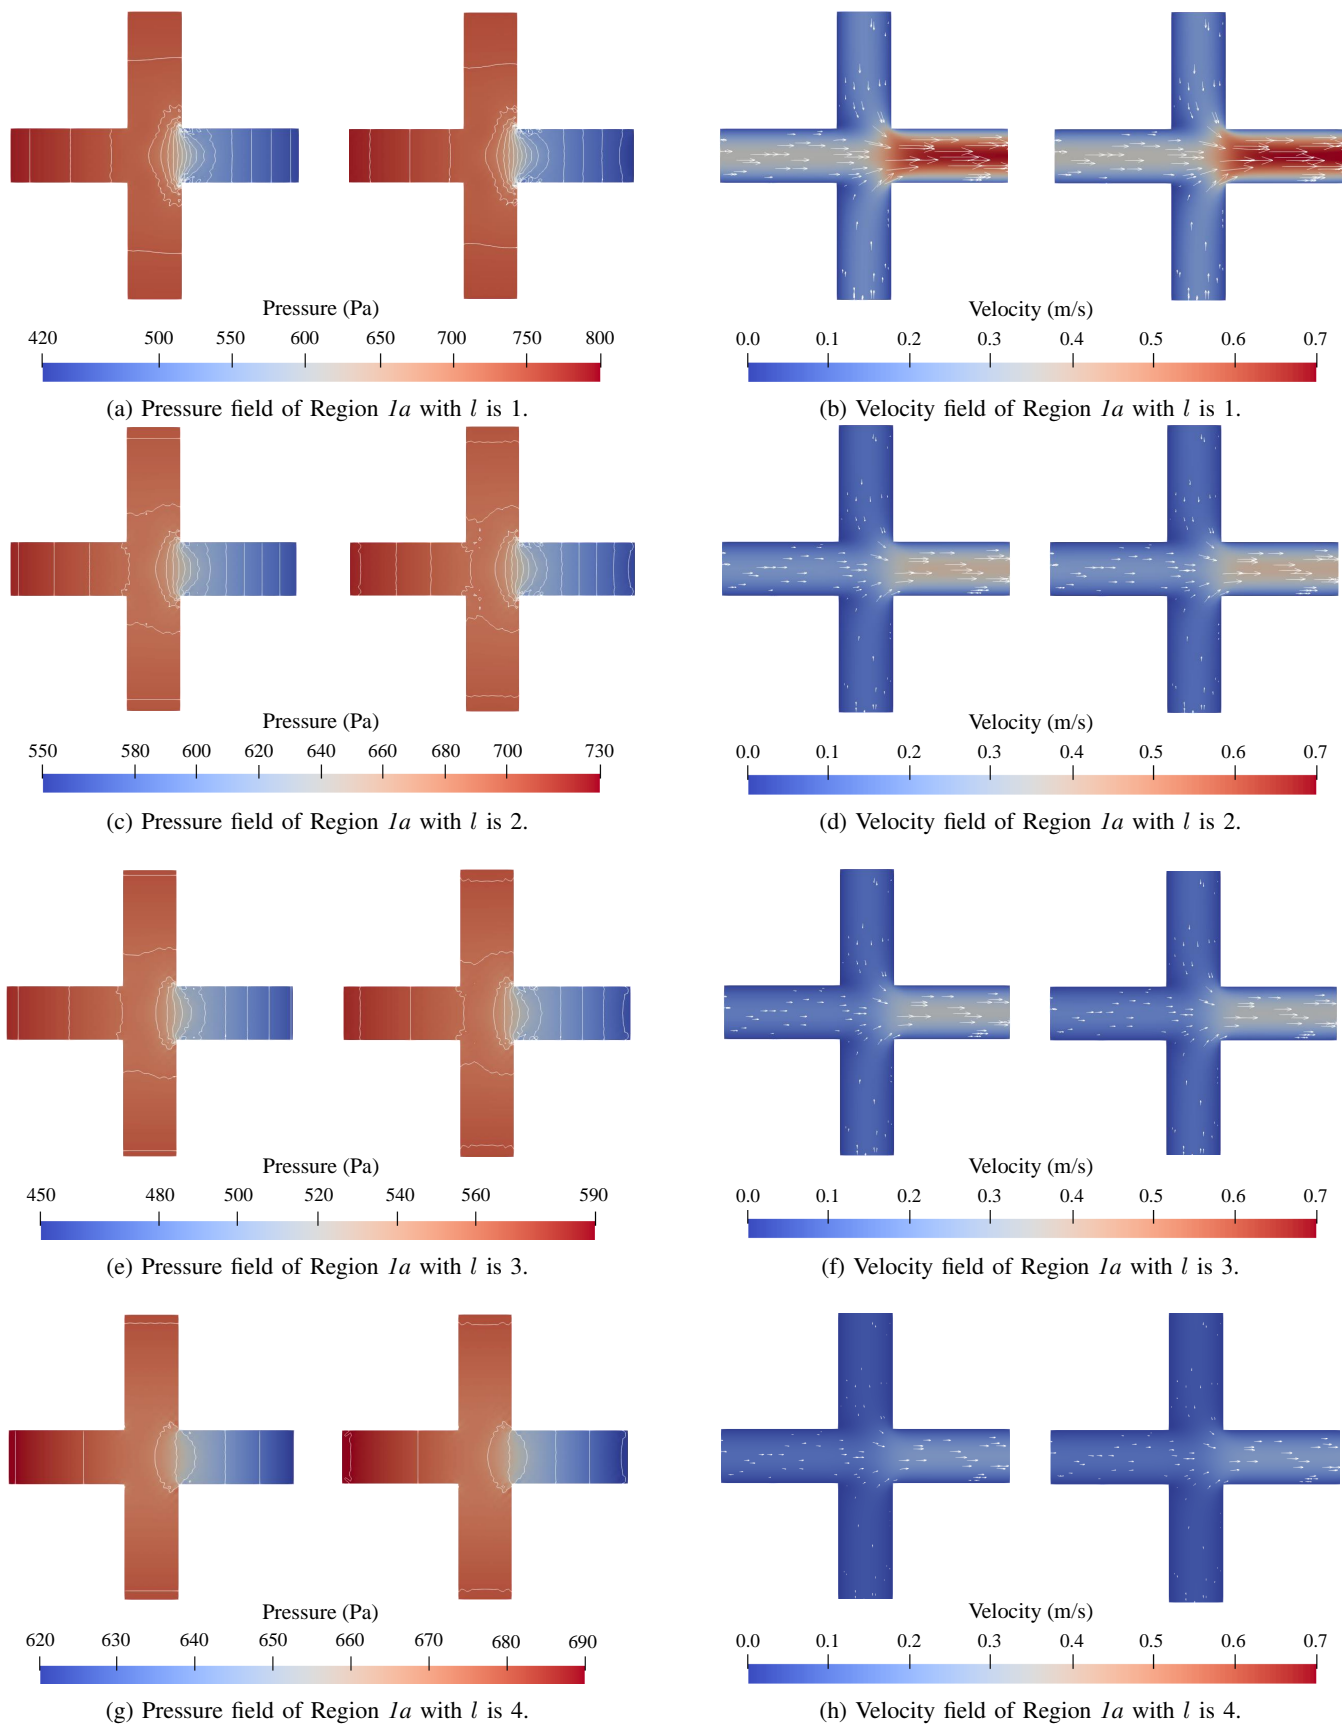 Pressure (Pa)
420 500 550 600 650 700 750 800
(a) Pressure field of Region 1a with l is 1.
Velocity (m/s)
0.0 0.1 0.2 0.3 0.4 0.5 0.6 0.7
(b) Velocity field of Region 1a with l is 1.
Pressure (Pa)
550 580 600 620 640 660 680 700 730
(c) Pressure field of Region 1a with l is 2.
Velocity (m/s)
0.0 0.1 0.2 0.3 0.4 0.5 0.6 0.7
(d) Velocity field of Region 1a with l is 2.
Pressure (Pa)
450 480 500 520 540 560 590
(e) Pressure field of Region 1a with l is 3.
Velocity (m/s)
0.0 0.1 0.2 0.3 0.4 0.5 0.6 0.7
(f) Velocity field of Region 1a with l is 3.
Pressure (Pa)
620 630 640 650 660 670 680 690
(g) Pressure field of Region 1a with l is 4.
Velocity (m/s)
0.0 0.1 0.2 0.3 0.4 0.5 0.6 0.7
(h) Velocity field of Region 1a with l is 4.